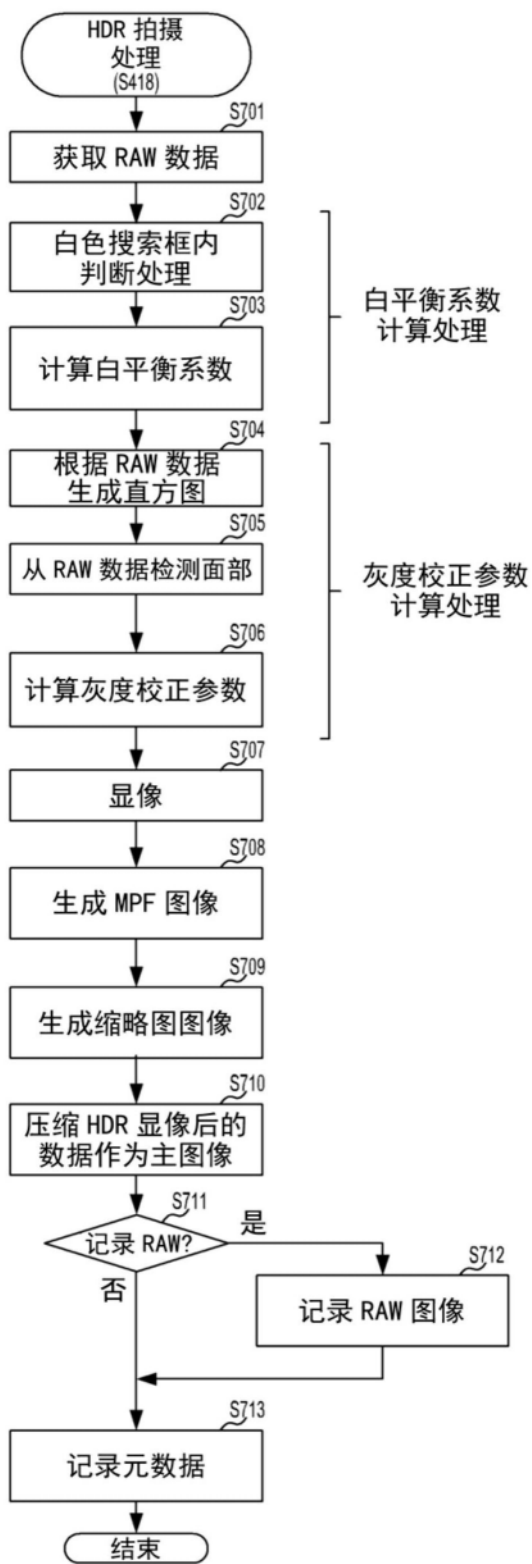 HDR 拍摄
处理
(S418)
S701
获取 RAW 数据
S702
白色搜索框内
判断处理
S703
计算白平衡系数
白平衡系数
计算处理
S704
根据 RAW 数据
生成直方图
S705
从 RAW 数据检测面部
S706
计算灰度校正参数
灰度校正参数
计算处理
S707
显像
S708
生成 MPF 图像
S709
生成缩略图图像
S710
压缩 HDR 显像后的
数据作为主图像
S711
记录 RAW?
是
否
S712
记录 RAW 图像
S713
记录元数据
结束